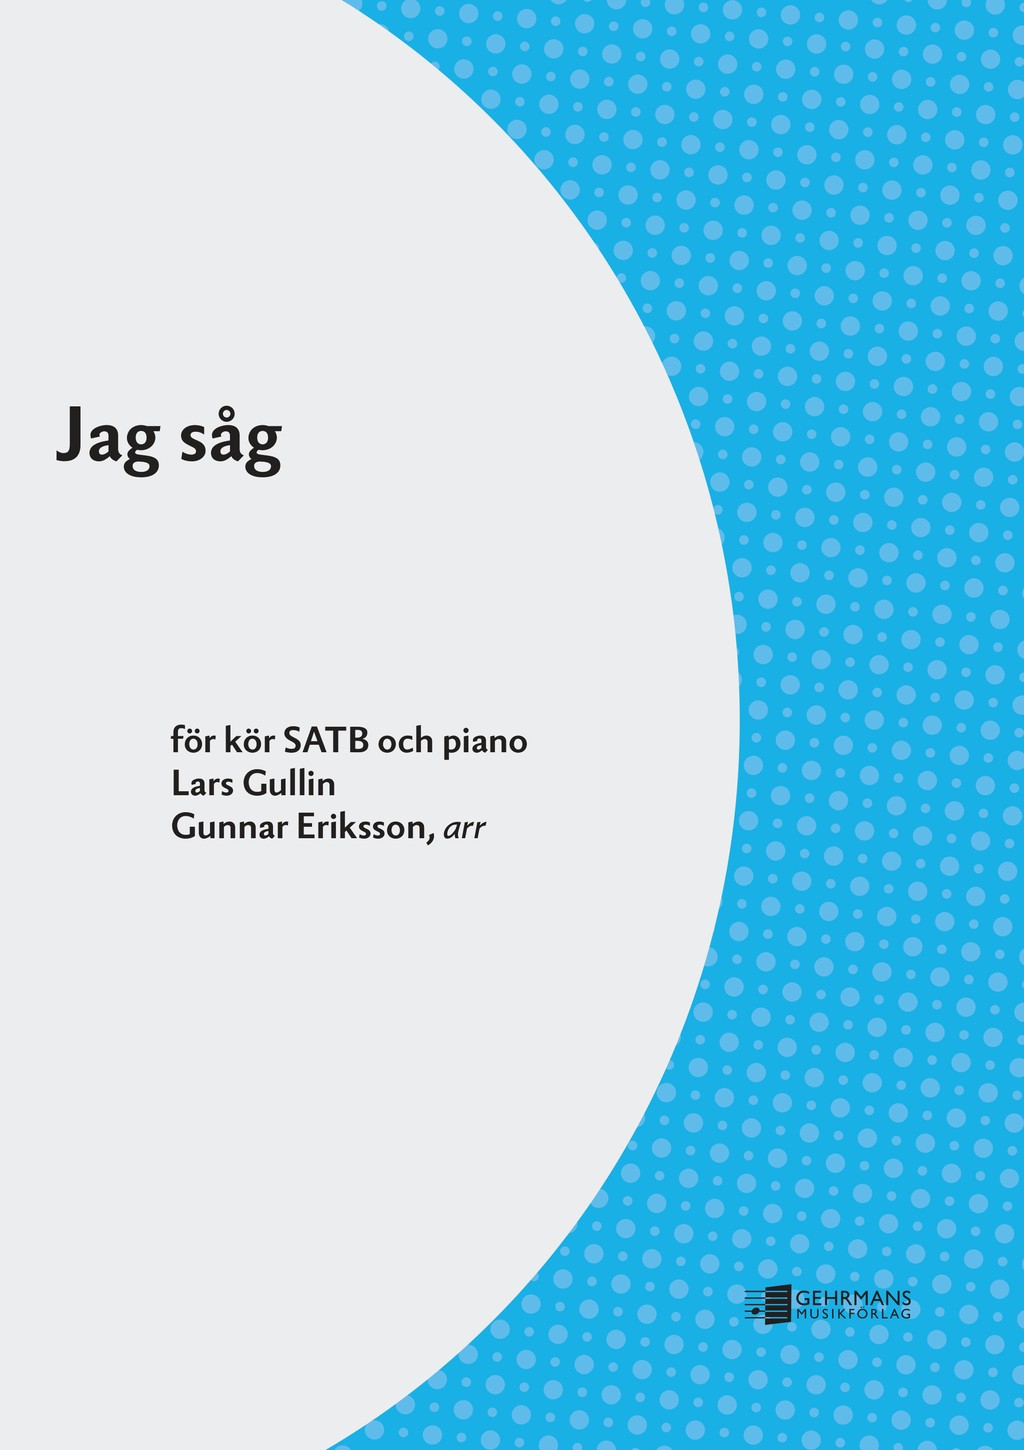 Jag såg
för kör SATB och piano
Lars Gullin
Gunnar Eriksson, arr
GEHRMANS
MUSIKFÖRLAG